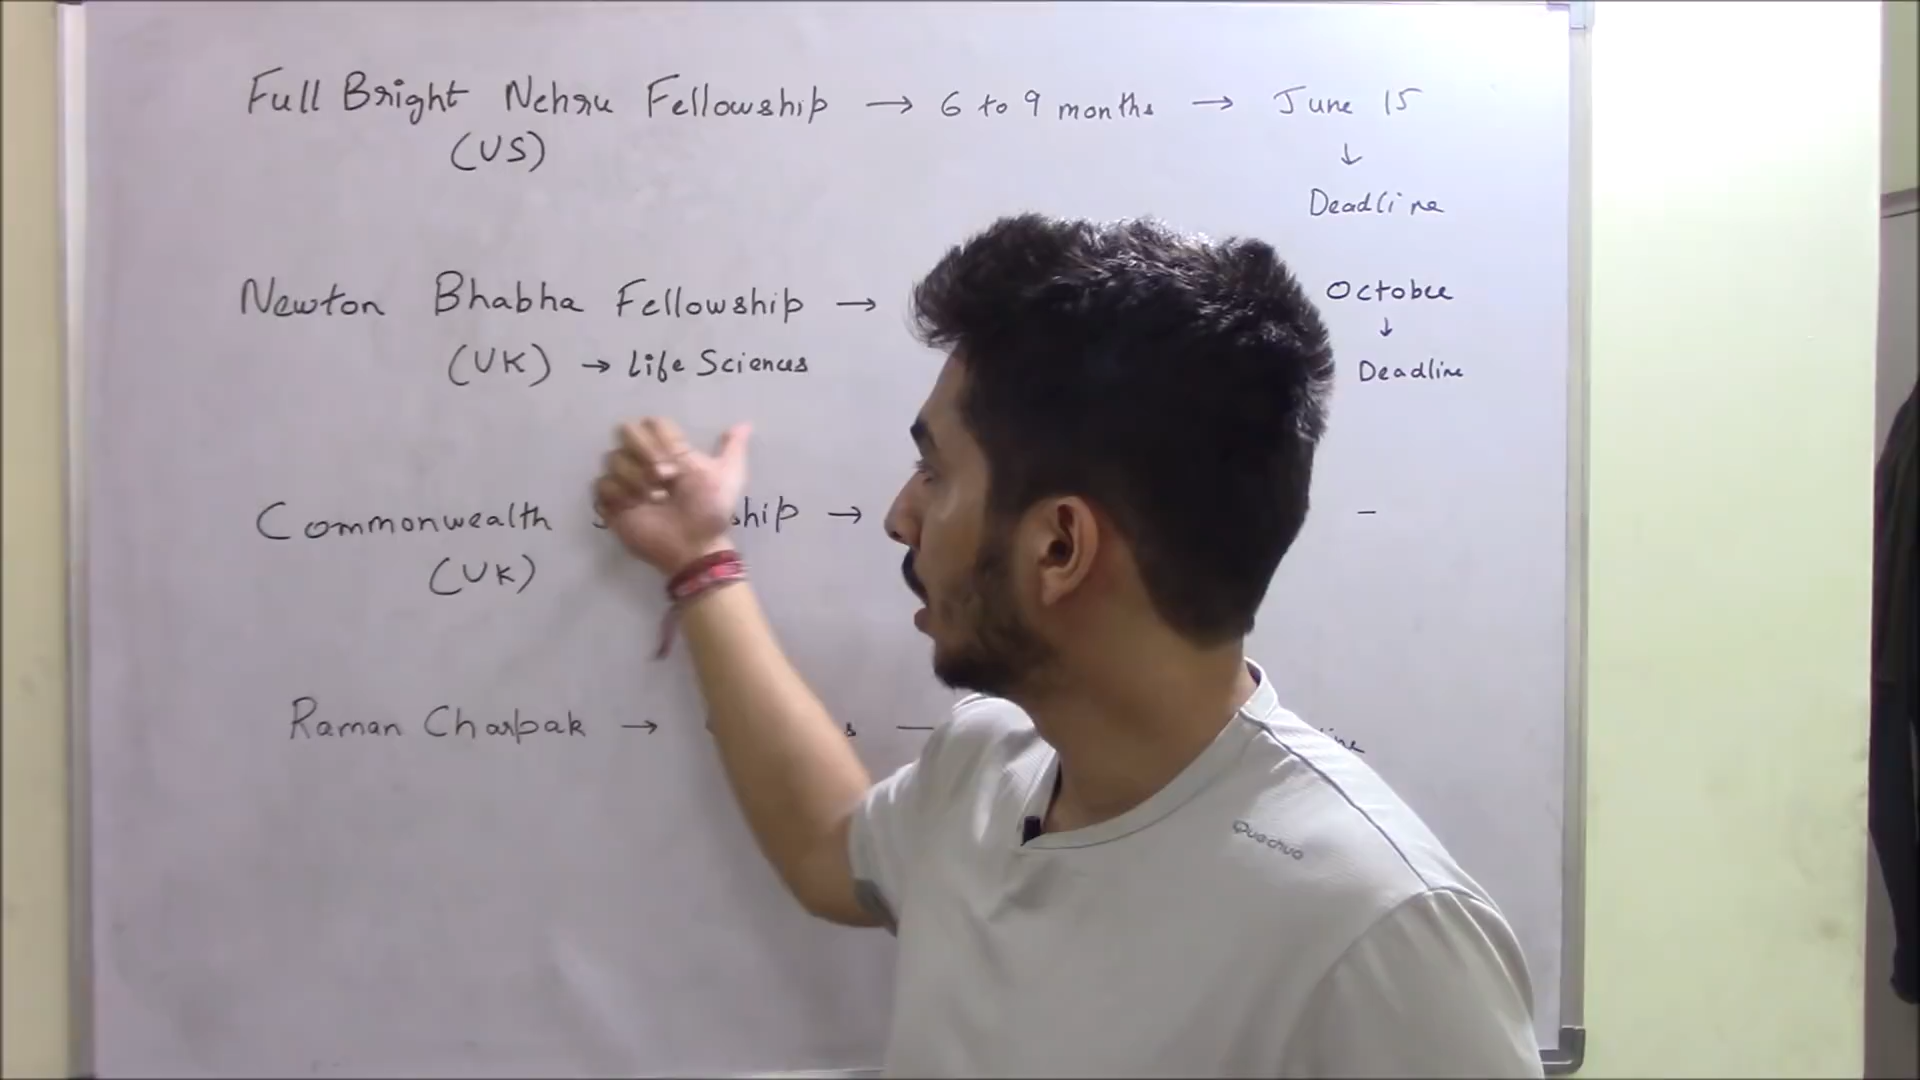 Full Bright Nehru Fellowship → 6 to 9 months → June 15
(US) ↓
Deadline
Newton Bhabha Fellowship → October
↓
(UK) → Life Sciences Deadline
Commonwealth → -
(UK)
Raman Charpak → —
Quechua